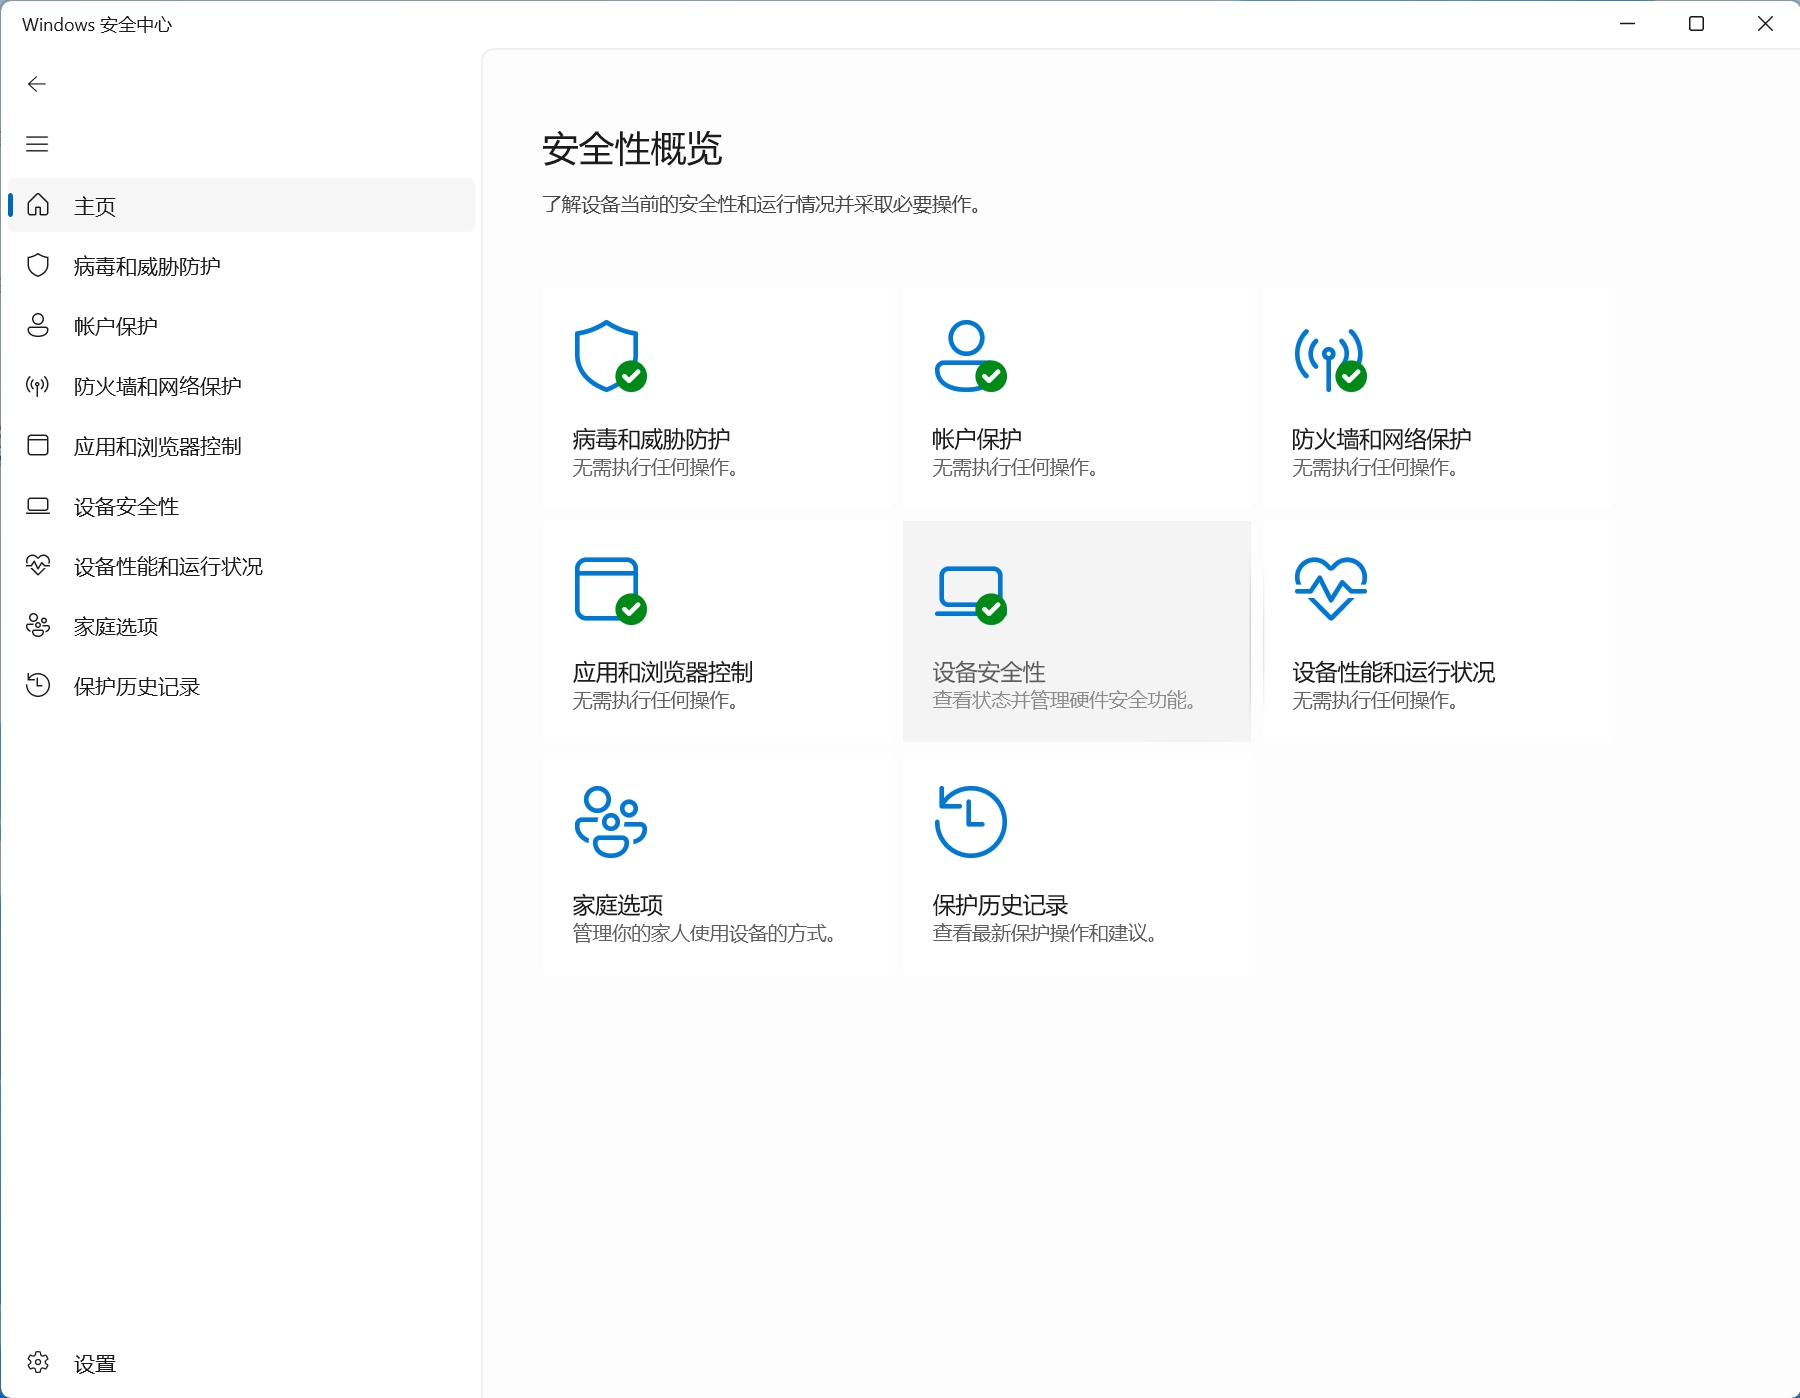 Windows 安全中心
主页
病毒和威胁防护
帐户保护
防火墙和网络保护
应用和浏览器控制
设备安全性
设备性能和运行状况
家庭选项
保护历史记录
设置
安全性概览
了解设备当前的安全性和运行情况并采取必要操作。
病毒和威胁防护
无需执行任何操作。
帐户保护
无需执行任何操作。
防火墙和网络保护
无需执行任何操作。
应用和浏览器控制
无需执行任何操作。
设备安全性
查看状态并管理硬件安全功能。
设备性能和运行状况
无需执行任何操作。
家庭选项
管理你的家人使用设备的方式。
保护历史记录
查看最新保护操作和建议。